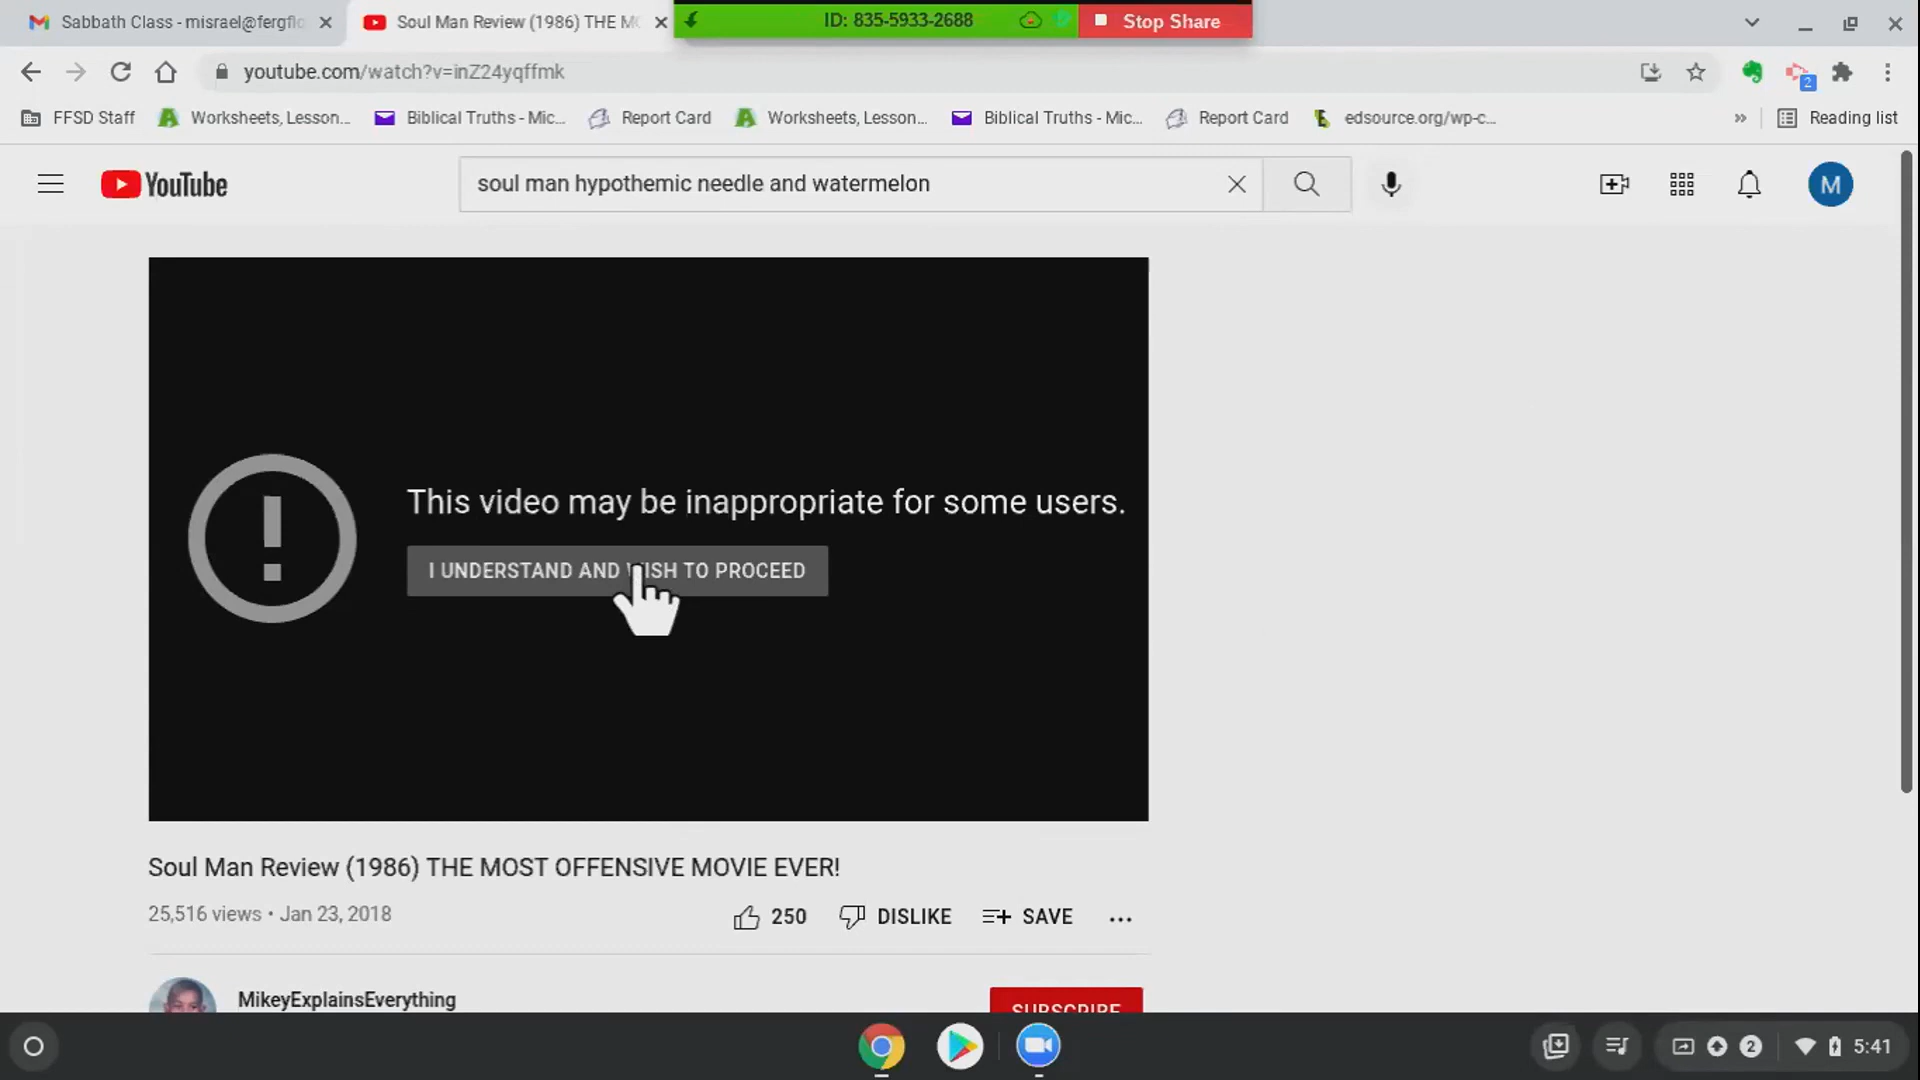 Sabbath Class - misrael@fergflo
Soul Man Review (1986) THE MO
ID: 835-5933-2688
Stop Share
youtube.com/watch?v=inZ24yqffmk
2
FFSD Staff
Worksheets, Lesson...
Biblical Truths - Mic...
Report Card
Worksheets, Lesson...
Biblical Truths - Mic...
Report Card
edsource.org/wp-c...
»
Reading list
YouTube
soul man hypothemic needle and watermelon
M
This video may be inappropriate for some users.
I UNDERSTAND AND WISH TO PROCEED
Soul Man Review (1986) THE MOST OFFENSIVE MOVIE EVER!
25,516 views • Jan 23, 2018
250
DISLIKE
SAVE
...
MikeyExplainsEverything
SUBSCRIBE
2
5:41